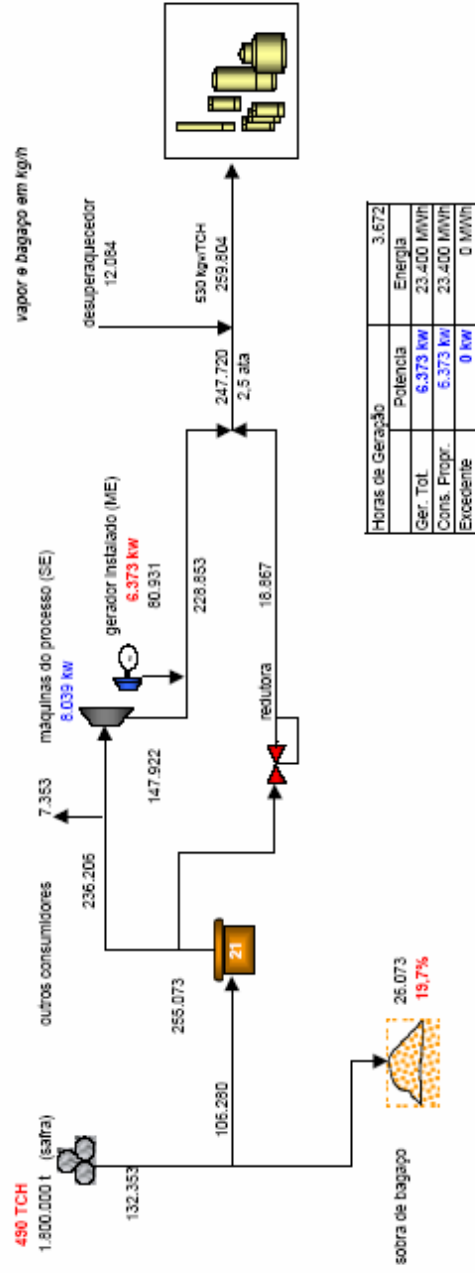 vapor e bagaço em kg/h
490 TCH
1.800.000 t (safra)
132.353
106.280
sobra de bagaço
26.073
19,7%
21
255.073
outros consumidores
236.206
7.353
máquinas do processo (SE)
8.039 kw
147.922
gerador instalado (ME)
6.373 kw
80.931
228.853
redutora
18.867
desuperaquecedor
12.084
247.720
2,5 ata
530 kgv/TCH
259.804
Horas de Geração 3.672
Potencia Energia
Ger. Tot. 6.373 kw 23.400 MWh
Cons. Propr. 6.373 kw 23.400 MWh
Excedente 0 kw 0 MWh